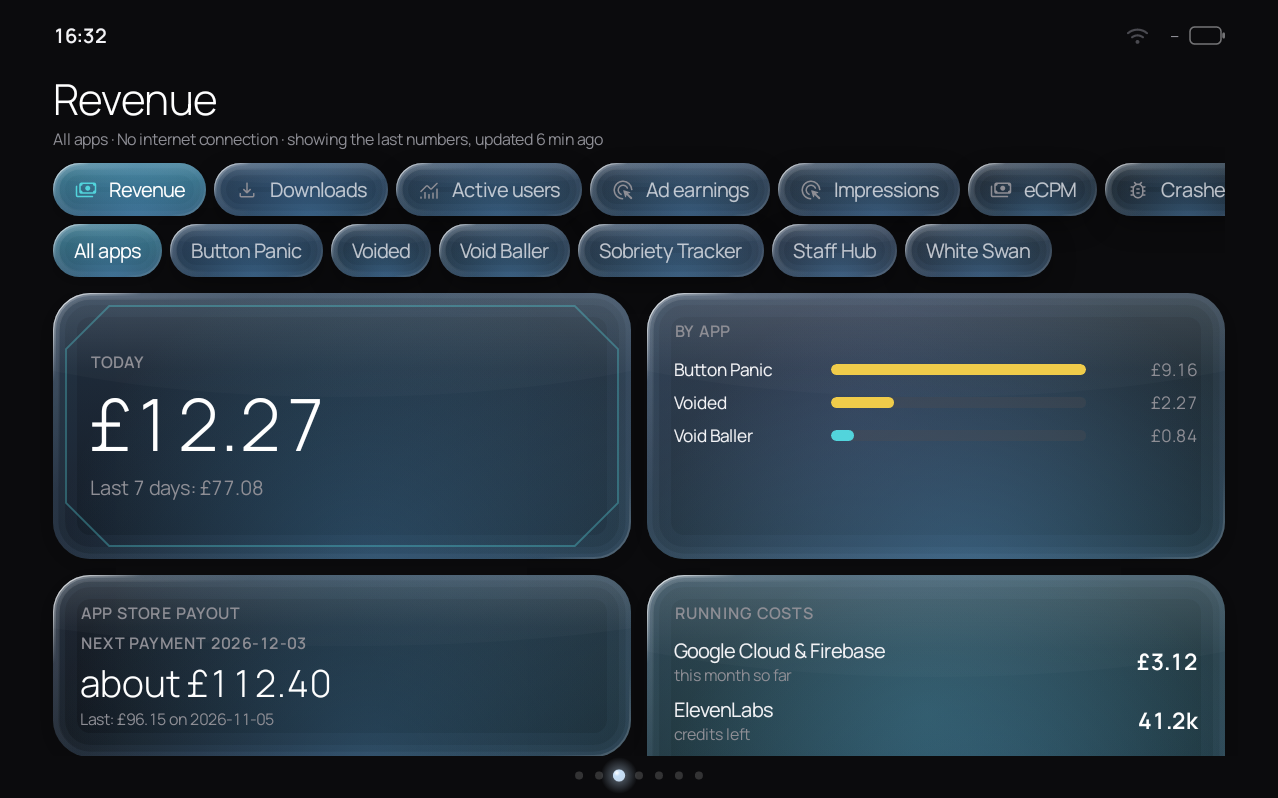 16:32
–
Revenue
All apps · No internet connection · showing the last numbers, updated 6 min ago
Revenue Downloads Active users Ad earnings Impressions eCPM Crashe
All apps Button Panic Voided Void Baller Sobriety Tracker Staff Hub White Swan
TODAY
£12.27
Last 7 days: £77.08
BY APP
Button Panic £9.16
Voided £2.27
Void Baller £0.84
APP STORE PAYOUT
NEXT PAYMENT 2026-12-03
about £112.40
Last: £96.15 on 2026-11-05
RUNNING COSTS
Google Cloud & Firebase £3.12
this month so far
ElevenLabs 41.2k
credits left